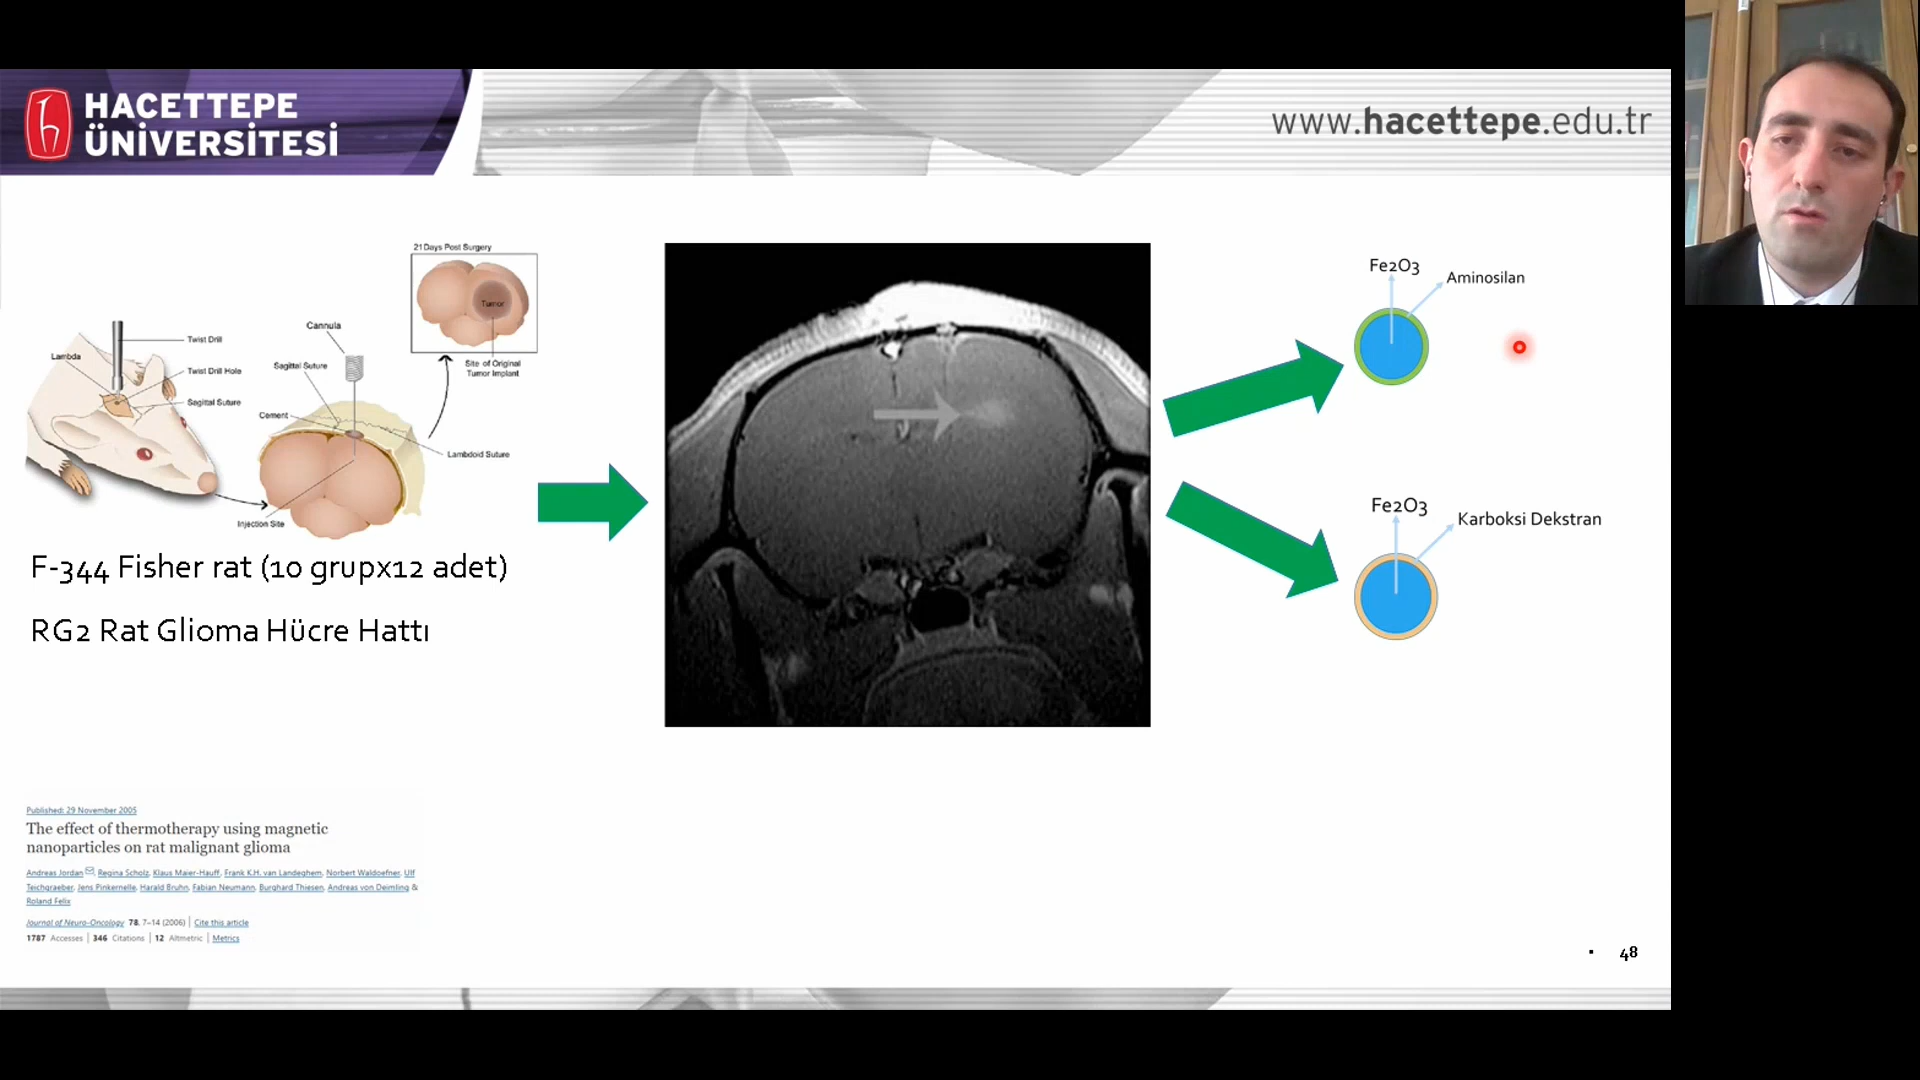 HACETTEPE
ÜNİVERSİTESİ
www.hacettepe.edu.tr
21 Days Post Surgery
Tumor
Site of Original
Tumor Implant
Lambda
Twist Drill
Twist Drill Hole
Sagittal Suture
Cannula
Sagittal Suture
Cement
Lambdoid Suture
Injection Site
F-344 Fisher rat (10 grupx12 adet)
RG2 Rat Glioma Hücre Hattı
Fe2O3
Aminosilan
Fe2O3
Karboksi Dekstran
Published: 29 November 2005
The effect of thermotherapy using magnetic
nanoparticles on rat malignant glioma
Andreas Jordan, Regina Scholz, Klaus Maier-Hauff, Frank K.H. van Landeghem, Norbert Waldoefner, Ulf
Teichgraeber, Jens Pinkernelle, Harald Bruhn, Fabian Neumann, Burghard Thiesen, Andreas von Deimling &
Roland Felix
Journal of Neuro-Oncology 78, 7–14 (2006) | Cite this article
1787 Accesses | 346 Citations | 12 Altmetric | Metrics
48